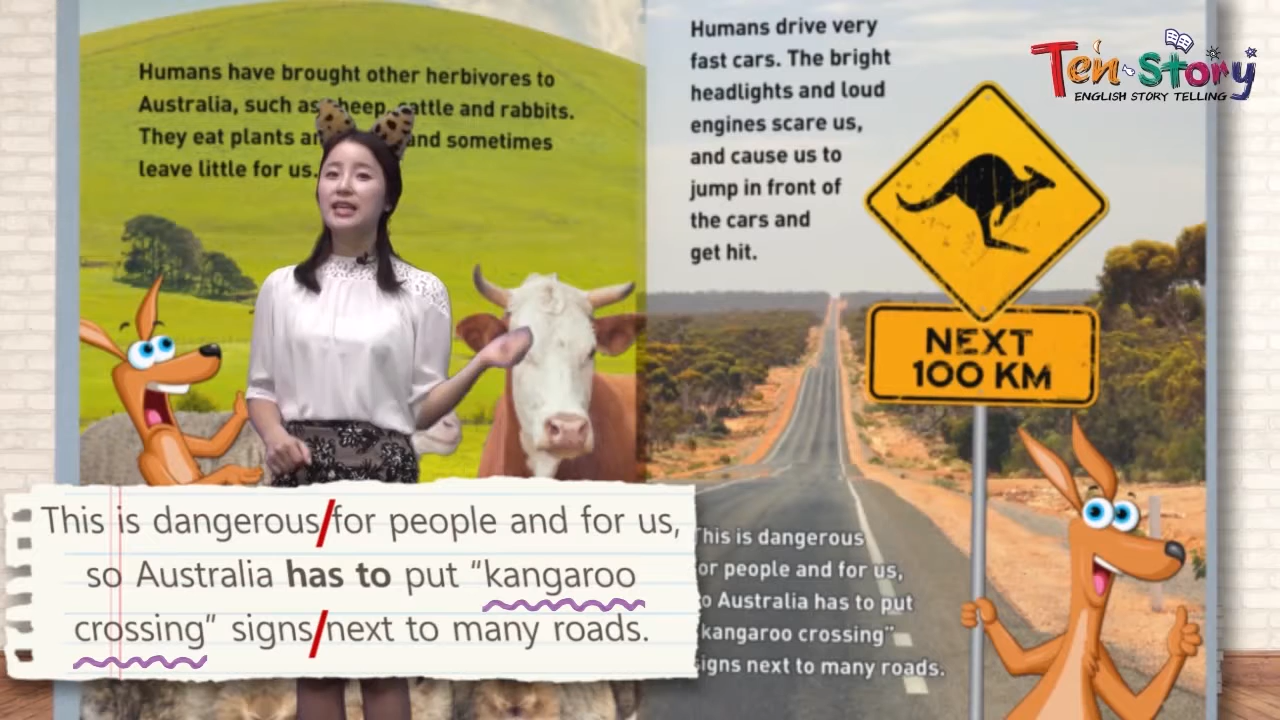 Humans have brought other herbivores to
Australia, such as sheep, cattle and rabbits.
They eat plants and sometimes
leave little for us.
Humans drive very
fast cars. The bright
headlights and loud
engines scare us,
and cause us to
jump in front of
the cars and
get hit.
Ten Story
ENGLISH STORY TELLING
NEXT
100 KM
This is dangerous/for people and for us,
so Australia has to put “kangaroo
crossing” signs/next to many roads.
This is dangerous
for people and for us,
so Australia has to put
"kangaroo crossing"
signs next to many roads.